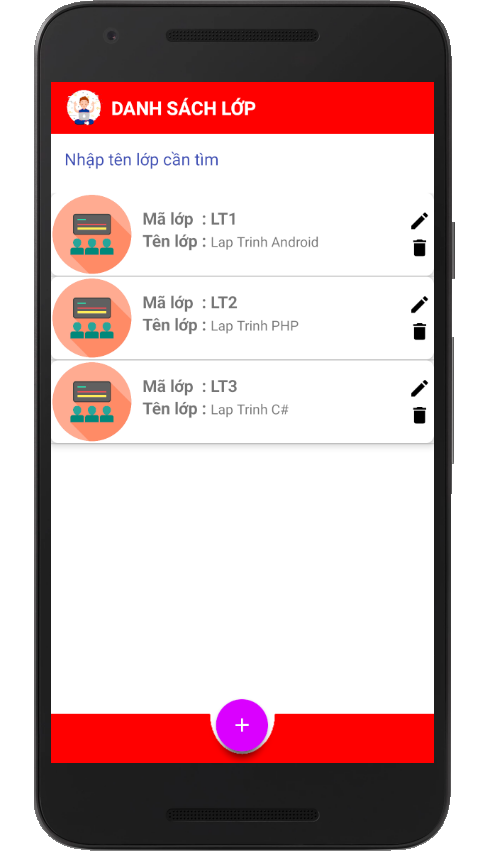 DANH SÁCH LỚP
Nhập tên lớp cần tìm
Mã lớp : LT1
Tên lớp : Lap Trinh Android
Mã lớp : LT2
Tên lớp : Lap Trinh PHP
Mã lớp : LT3
Tên lớp : Lap Trinh C#
+